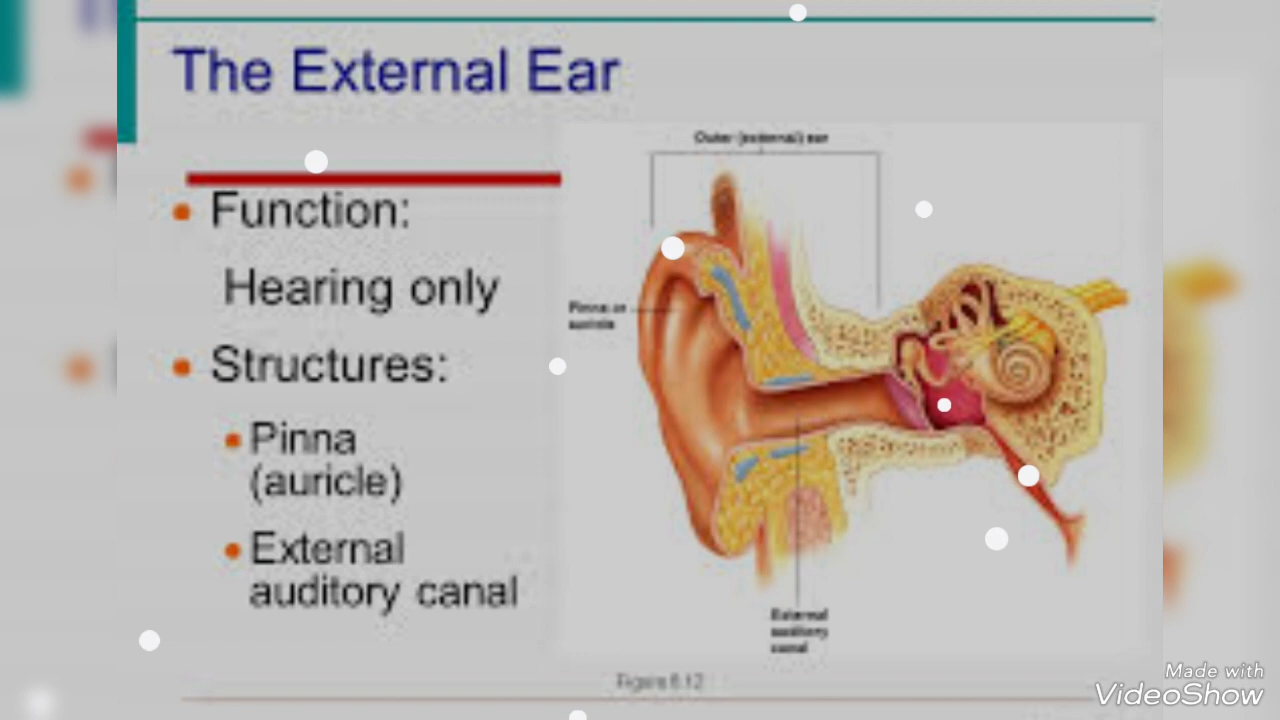 The External Ear
Outer (external) ear
Function:
Hearing only
Pinna or
auricle
Structures:
Pinna
(auricle)
External
auditory canal
External
auditory
canal
Figure 8.12
Made with
VideoShow